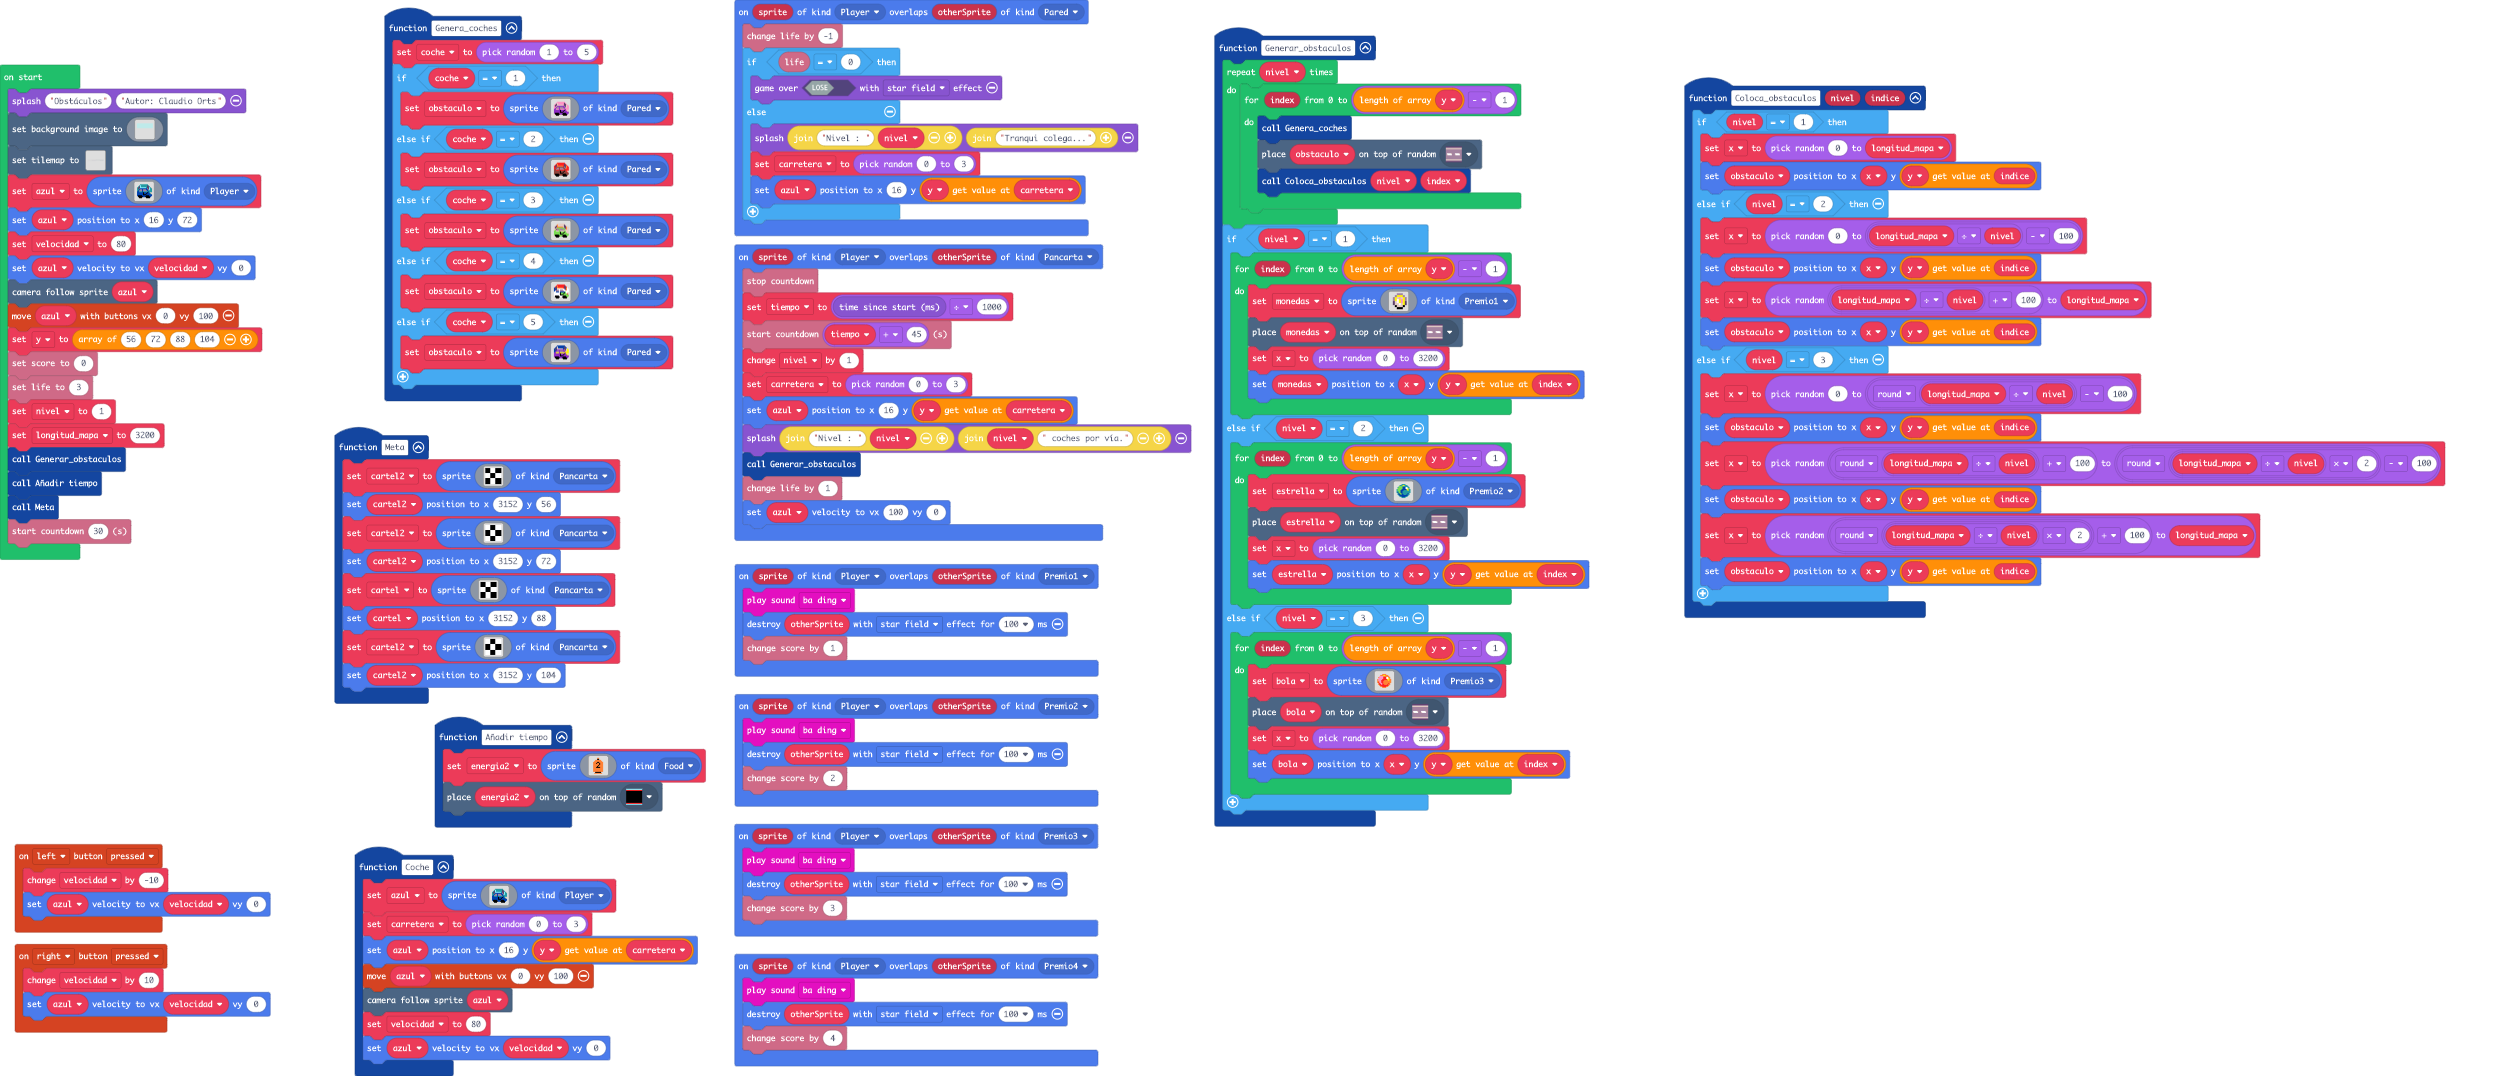 on start
splash "Obstáculos" "Autor: Claudio Orts"
set background image to
set tilemap to
set azul to sprite of kind Player
set azul position to x 16 y 72
set velocidad to 80
set azul velocity to vx velocidad vy 0
camera follow sprite azul
move azul with buttons vx 0 vy 100
set y to array of 56 72 88 104
set score to 0
set life to 3
set nivel to 1
set longitud_mapa to 3200
call Generar_obstaculos
call Añadir tiempo
call Meta
start countdown 30 (s)
on left button pressed
change velocidad by -10
set azul velocity to vx velocidad vy 0
on right button pressed
change velocidad by 10
set azul velocity to vx velocidad vy 0
function Genera_coches
set coche to pick random 1 to 5
if coche = 1 then
set obstaculo to sprite of kind Pared
else if coche = 2 then
set obstaculo to sprite of kind Pared
else if coche = 3 then
set obstaculo to sprite of kind Pared
else if coche = 4 then
set obstaculo to sprite of kind Pared
else if coche = 5 then
set obstaculo to sprite of kind Pared
function Meta
set cartel2 to sprite of kind Pancarta
set cartel2 position to x 3152 y 56
set cartel2 to sprite of kind Pancarta
set cartel2 position to x 3152 y 72
set cartel to sprite of kind Pancarta
set cartel position to x 3152 y 88
set cartel2 to sprite of kind Pancarta
set cartel2 position to x 3152 y 104
function Añadir tiempo
set energia2 to sprite 2 of kind Food
place energia2 on top of random
function Coche
set azul to sprite of kind Player
set carretera to pick random 0 to 3
set azul position to x 16 y y get value at carretera
move azul with buttons vx 0 vy 100
camera follow sprite azul
set velocidad to 80
set azul velocity to vx velocidad vy 0
on sprite of kind Player overlaps otherSprite of kind Pared
change life by -1
if life = 0 then
game over LOSE with star field effect
else
splash join "Nivel : " nivel join "Tranqui colega..."
set carretera to pick random 0 to 3
set azul position to x 16 y y get value at carretera
on sprite of kind Player overlaps otherSprite of kind Pancarta
stop countdown
set tiempo to time since start (ms) ÷ 1000
start countdown tiempo + 45 (s)
change nivel by 1
set carretera to pick random 0 to 3
set azul position to x 16 y y get value at carretera
splash join "Nivel : " nivel join nivel " coches por vía."
call Generar_obstaculos
change life by 1
set azul velocity to vx 100 vy 0
on sprite of kind Player overlaps otherSprite of kind Premio1
play sound ba ding
destroy otherSprite with star field effect for 100 ms
change score by 1
on sprite of kind Player overlaps otherSprite of kind Premio2
play sound ba ding
destroy otherSprite with star field effect for 100 ms
change score by 2
on sprite of kind Player overlaps otherSprite of kind Premio3
play sound ba ding
destroy otherSprite with star field effect for 100 ms
change score by 3
on sprite of kind Player overlaps otherSprite of kind Premio4
play sound ba ding
destroy otherSprite with star field effect for 100 ms
change score by 4
function Generar_obstaculos
repeat nivel times
do for index from 0 to length of array y - 1
do call Genera_coches
place obstaculo on top of random
call Coloca_obstaculos nivel index
if nivel = 1 then
for index from 0 to length of array y - 1
do set monedas to sprite of kind Premio1
place monedas on top of random
set x to pick random 0 to 3200
set monedas position to x x y y get value at index
else if nivel = 2 then
for index from 0 to length of array y - 1
do set estrella to sprite of kind Premio2
place estrella on top of random
set x to pick random 0 to 3200
set estrella position to x x y y get value at index
else if nivel = 3 then
for index from 0 to length of array y - 1
do set bola to sprite of kind Premio3
place bola on top of random
set x to pick random 0 to 3200
set bola position to x x y y get value at index
function Coloca_obstaculos nivel indice
if nivel = 1 then
set x to pick random 0 to longitud_mapa
set obstaculo position to x x y y get value at indice
else if nivel = 2 then
set x to pick random 0 to longitud_mapa ÷ nivel - 100
set obstaculo position to x x y y get value at indice
set x to pick random longitud_mapa ÷ nivel + 100 to longitud_mapa
set obstaculo position to x x y y get value at indice
else if nivel = 3 then
set x to pick random 0 to round longitud_mapa ÷ nivel - 100
set obstaculo position to x x y y get value at indice
set x to pick random round longitud_mapa ÷ nivel + 100 to round longitud_mapa ÷ nivel × 2 - 100
set obstaculo position to x x y y get value at indice
set x to pick random round longitud_mapa ÷ nivel × 2 + 100 to longitud_mapa
set obstaculo position to x x y y get value at indice